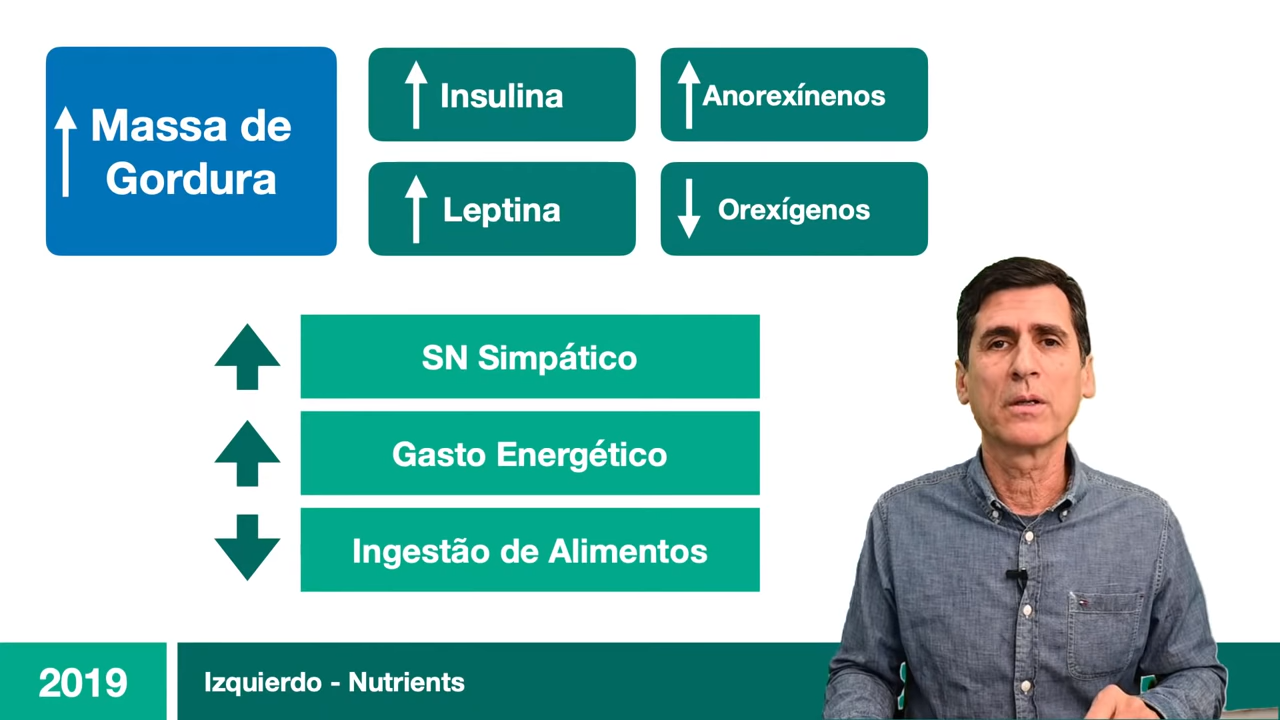 Massa de
Gordura
Insulina
Leptina
Anorexínenos
Orexígenos
SN Simpático
Gasto Energético
Ingestão de Alimentos
2019
Izquierdo - Nutrients